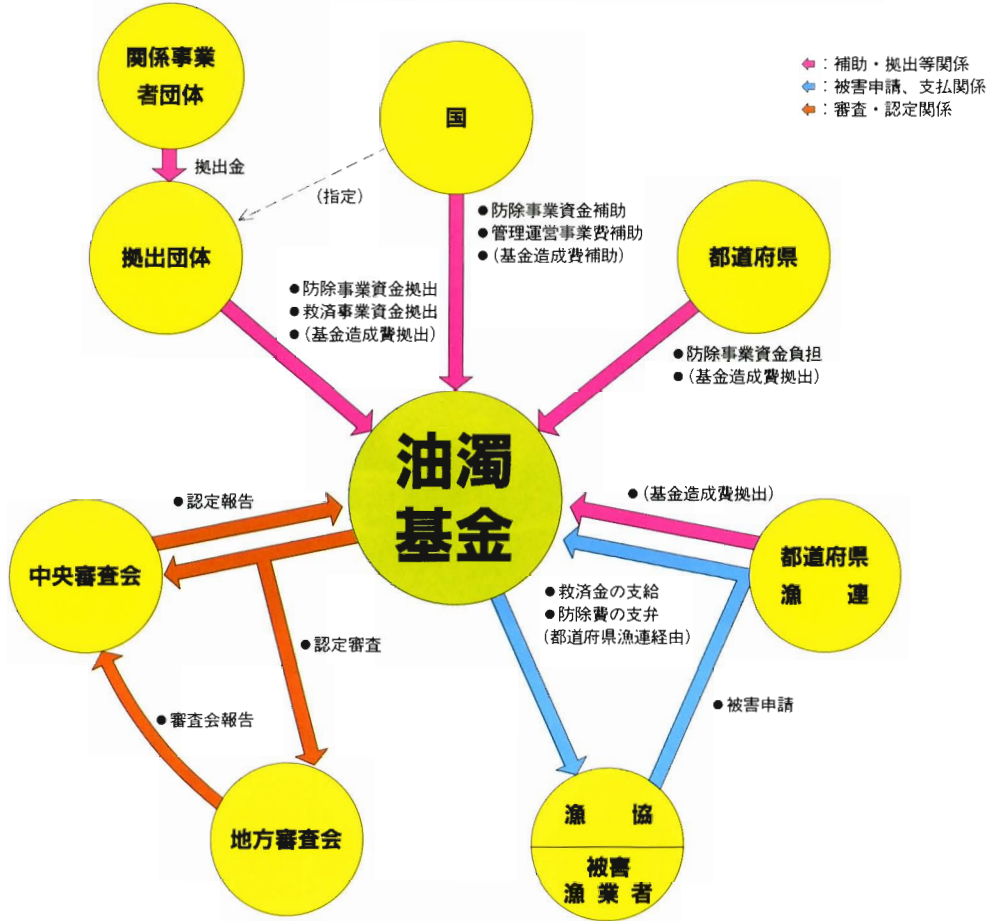 関係事業
者団体
国
⇦：補助・拠出等関係
⇦：被害申請、支払関係
⇦：審査・認定関係
拠出金
(指定)
拠出団体
●防除事業資金補助
●管理運営事業費補助
●(基金造成費補助)
都道府県
●防除事業資金拠出
●救済事業資金拠出
●(基金造成費拠出)
●防除事業資金負担
●(基金造成費拠出)
油濁
基金
●認定報告
●(基金造成費拠出)
中央審査会
都道府県
漁　連
●救済金の支給
●防除費の支弁
(都道府県漁連経由)
●認定審査
●審査会報告
●被害申請
地方審査会
漁　協
被害
漁業者